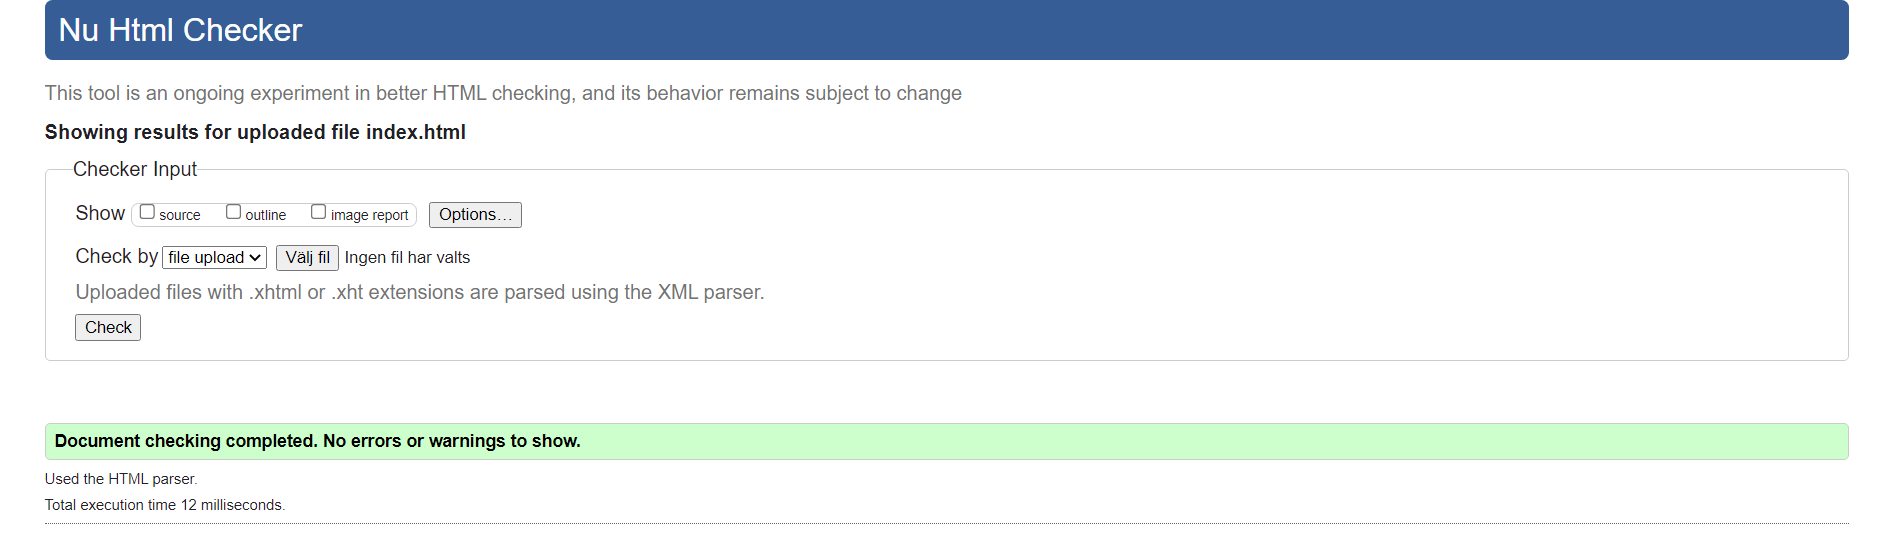 Nu Html Checker
This tool is an ongoing experiment in better HTML checking, and its behavior remains subject to change
Showing results for uploaded file index.html
Checker Input
Show source outline image report Options...
Check by file upload Välj fil Ingen fil har valts
Uploaded files with .xhtml or .xht extensions are parsed using the XML parser.
Check
Document checking completed. No errors or warnings to show.
Used the HTML parser.
Total execution time 12 milliseconds.